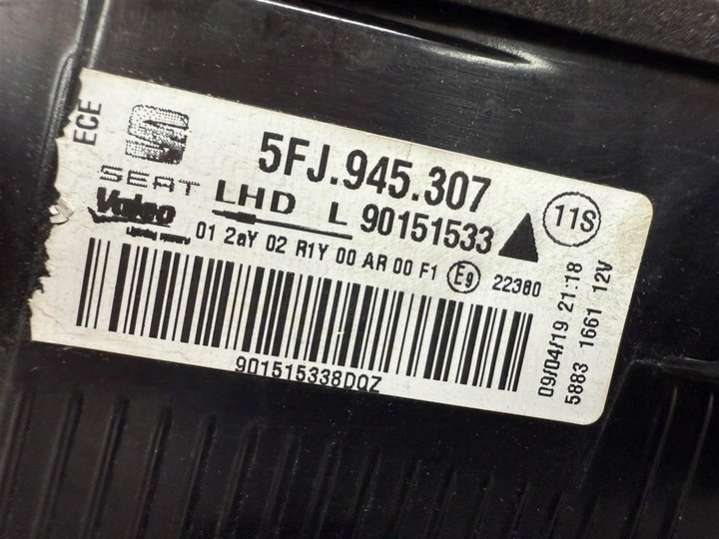 ECE
SEAT
5FJ.945.307
Valeo
LHD L 90151533
11S
01 2aY 02 R1Y 00 AR 00 F1 E9 22380
901515338DQZ
09/04/19 21:18
5883 1661 12V